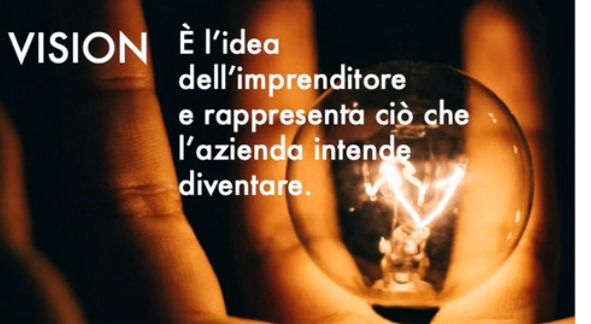 VISION
È l'idea
dell'imprenditore
e rappresenta ciò che
l'azienda intende
diventare.